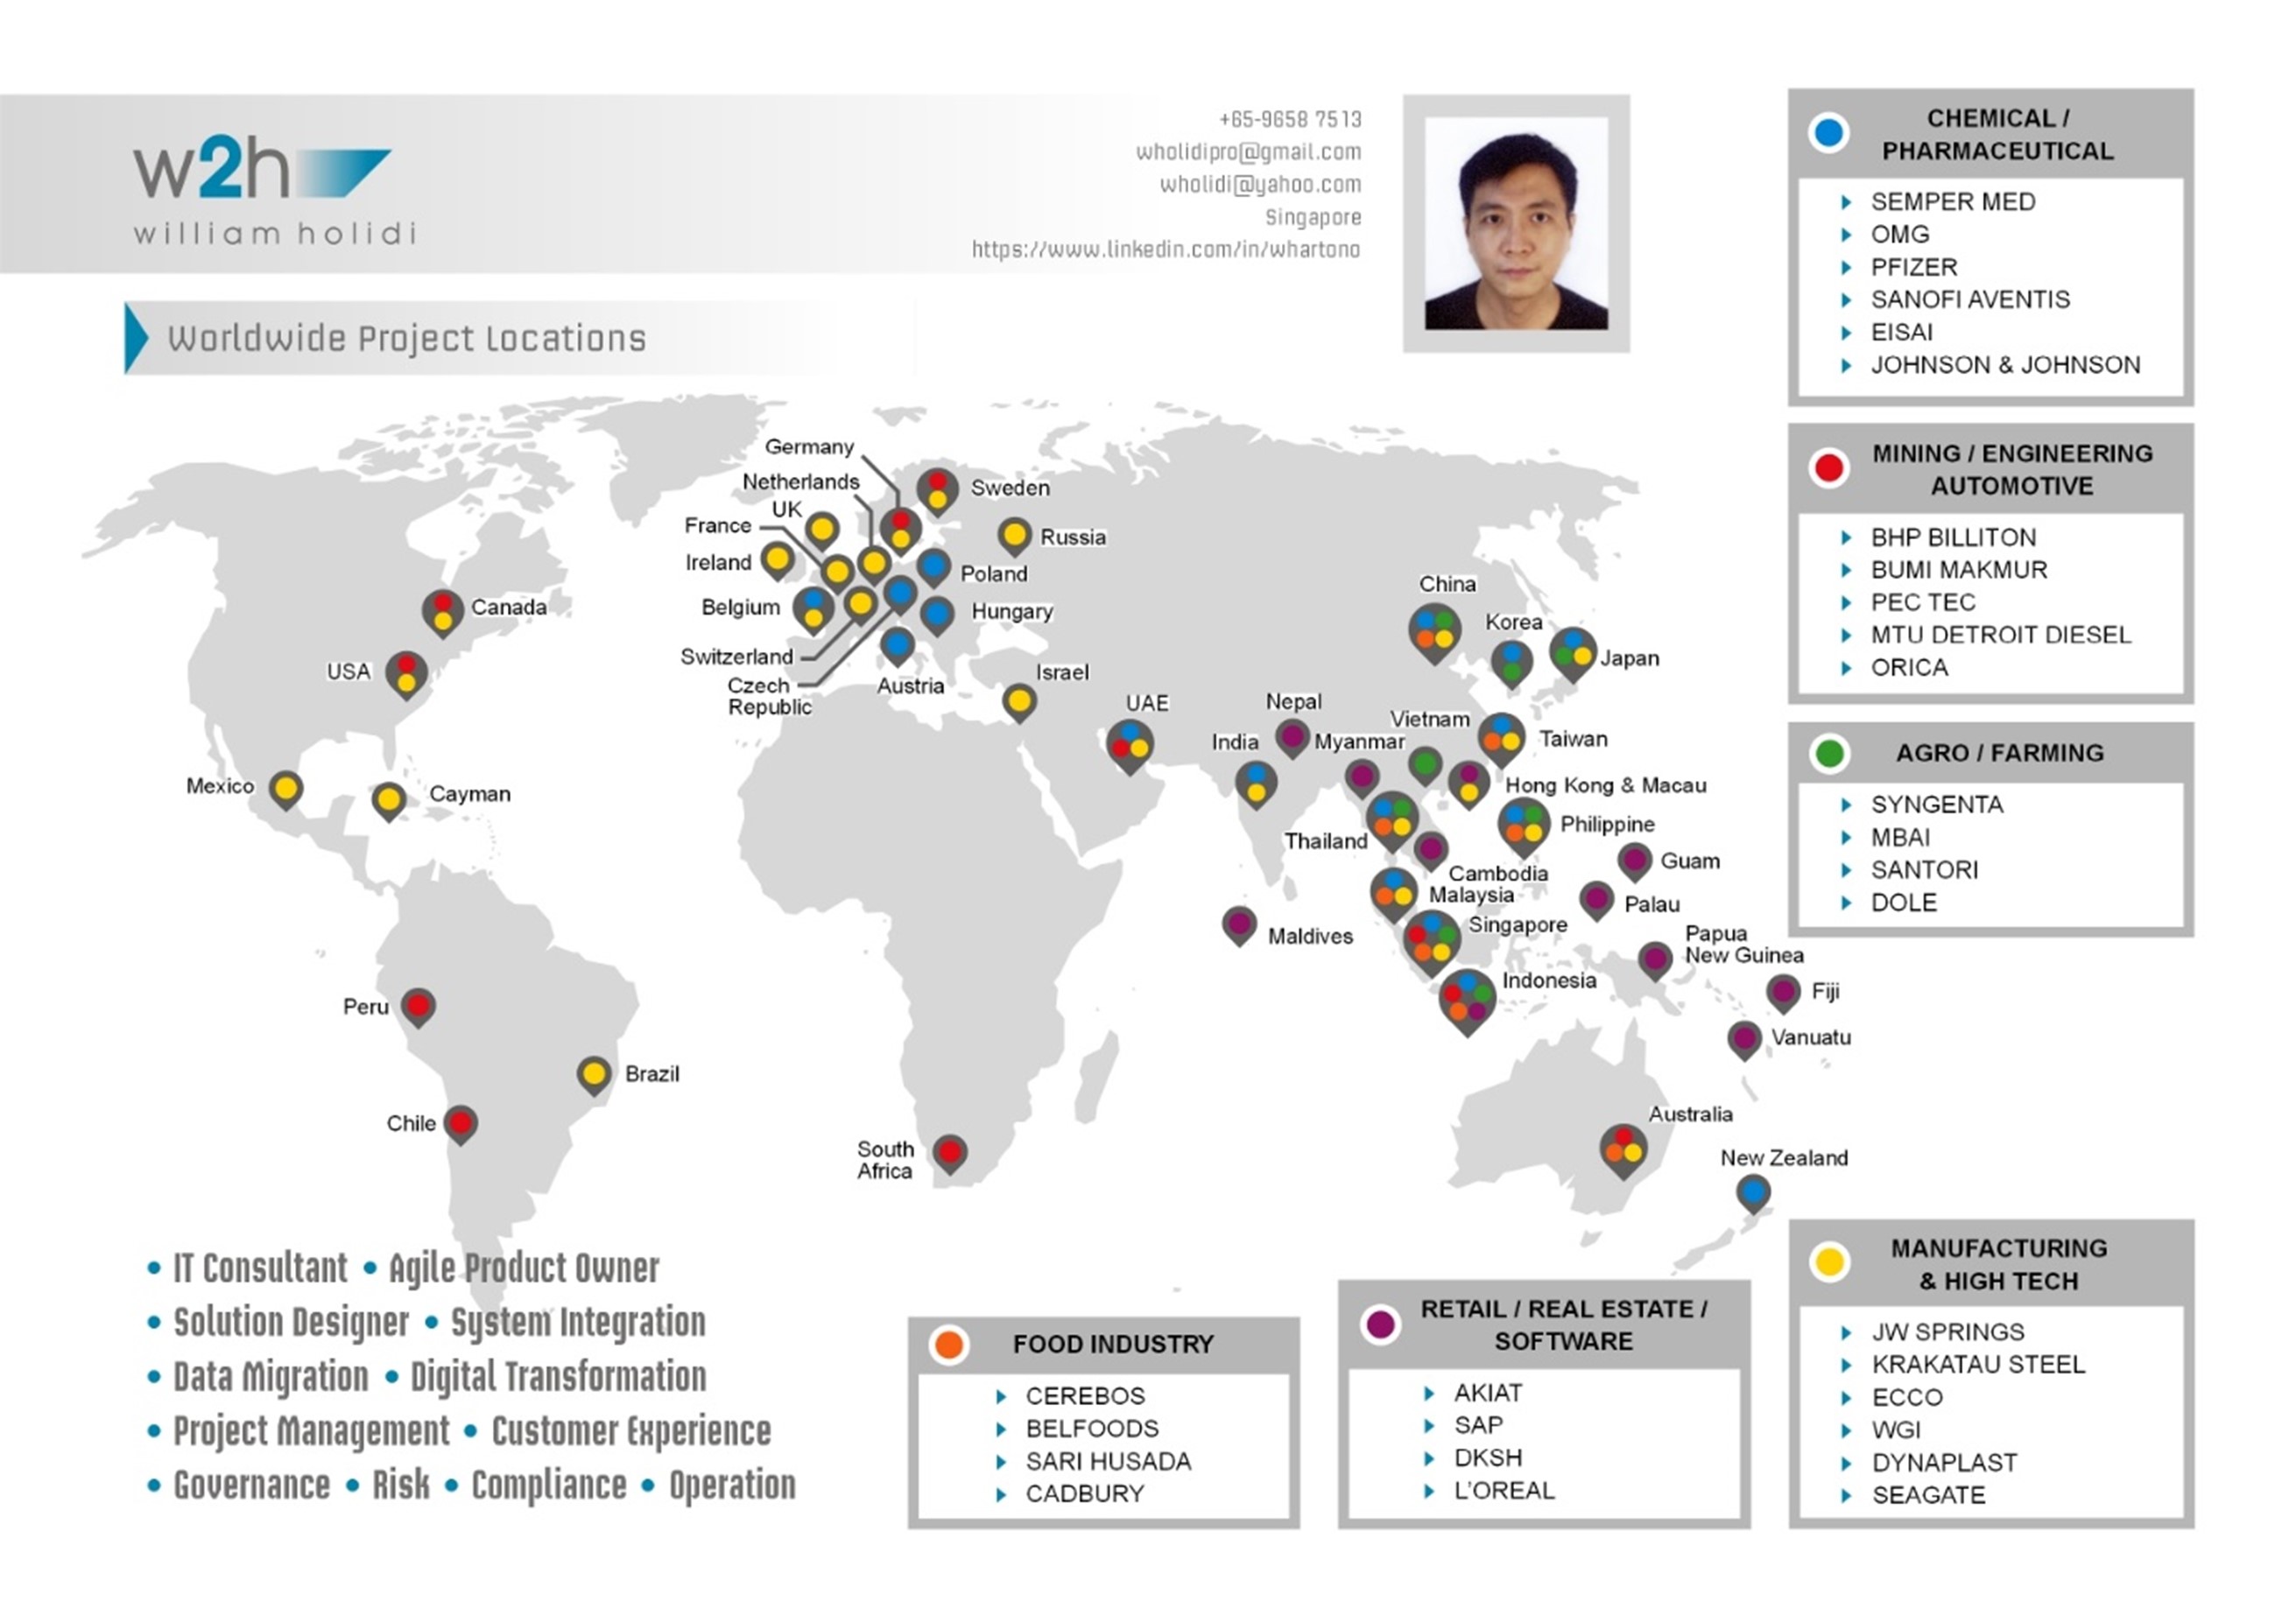 w2h
william holidi
+65-9658 7513
wholidipro@gmail.com
wholidi@yahoo.com
Singapore
https://www.linkedin.com/in/whartono
Worldwide Project Locations
Germany
Netherlands
UK
France
Ireland
Belgium
Switzerland
Czech
Republic
Austria
Sweden
Russia
Poland
Hungary
Israel
UAE
Canada
USA
Mexico
Cayman
Peru
Brazil
Chile
South
Africa
China
Korea
Japan
Nepal
India
Myanmar
Vietnam
Taiwan
Hong Kong & Macau
Philippine
Thailand
Cambodia
Malaysia
Singapore
Indonesia
Maldives
Guam
Palau
Papua
New Guinea
Fiji
Vanuatu
Australia
New Zealand
CHEMICAL /
PHARMACEUTICAL
SEMPER MED
OMG
PFIZER
SANOFI AVENTIS
EISAI
JOHNSON & JOHNSON
MINING / ENGINEERING
AUTOMOTIVE
BHP BILLITON
BUMI MAKMUR
PEC TEC
MTU DETROIT DIESEL
ORICA
AGRO / FARMING
SYNGENTA
MBAI
SANTORI
DOLE
• IT Consultant • Agile Product Owner
• Solution Designer • System Integration
• Data Migration • Digital Transformation
• Project Management • Customer Experience
• Governance • Risk • Compliance • Operation
FOOD INDUSTRY
CEREBOS
BELFOODS
SARI HUSADA
CADBURY
RETAIL / REAL ESTATE /
SOFTWARE
AKIAT
SAP
DKSH
L'OREAL
MANUFACTURING
& HIGH TECH
JW SPRINGS
KRAKATAU STEEL
ECCO
WGI
DYNAPLAST
SEAGATE